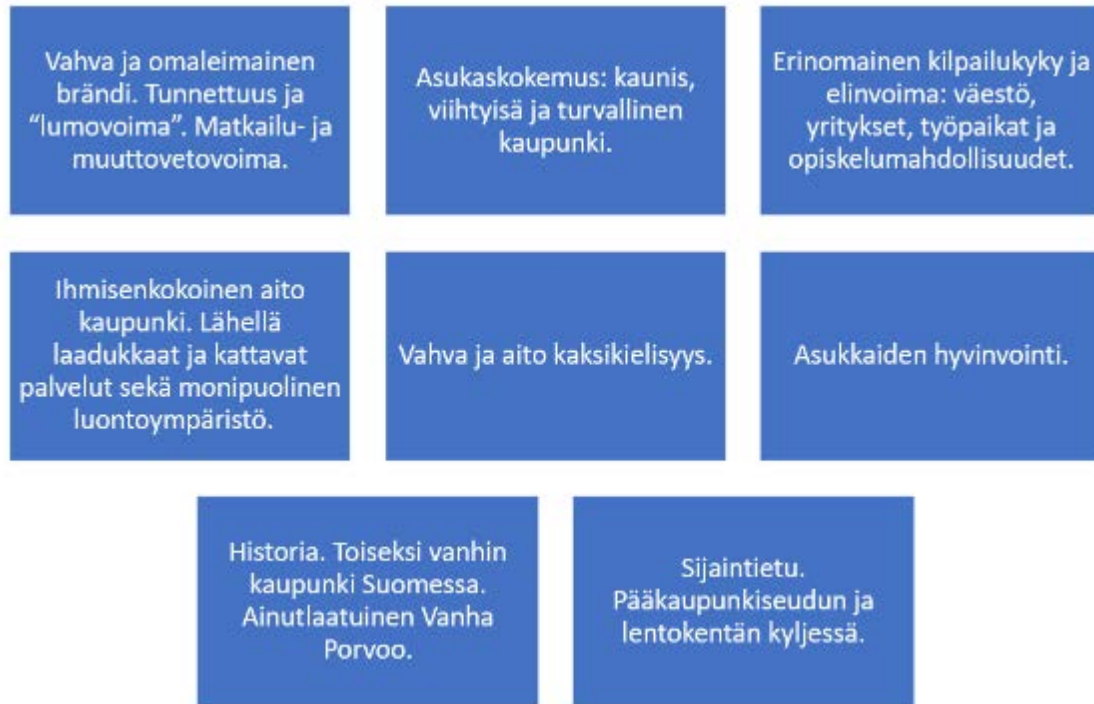 Vahva ja omaleimainen
brändi. Tunnettuus ja
“lumovoima”. Matkailu- ja
muuttovetovoima.
Asukaskokemus: kaunis,
viihtyisä ja turvallinen
kaupunki.
Erinomainen kilpailukyky ja
elinvoima: väestö,
yritykset, työpaikat ja
opiskelumahdollisuudet.
Ihmisenkokoinen aito
kaupunki. Lähellä
laadukkaat ja kattavat
palvelut sekä monipuolinen
luontoympäristö.
Vahva ja aito kaksikielisyys.
Asukkaiden hyvinvointi.
Historia. Toiseksi vanhin
kaupunki Suomessa.
Ainutlaatuinen Vanha
Porvoo.
Sijaintietu.
Pääkaupunkiseudun ja
lentokentän kyljessä.